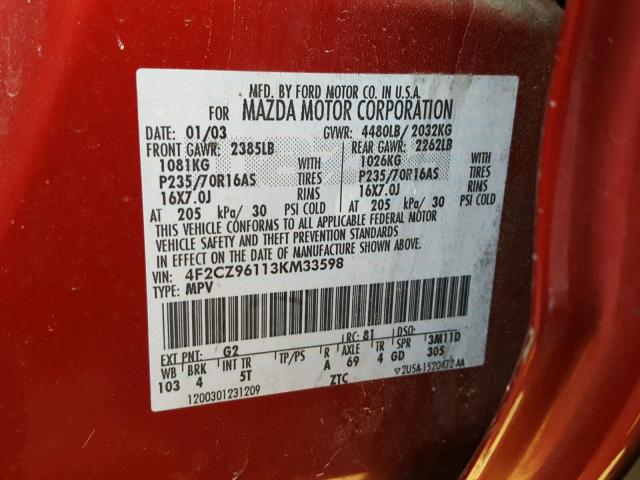 MFD. BY FORD MOTOR CO. IN U.S.A.
FOR MAZDA MOTOR CORPORATION
DATE: 01/03 GVWR: 4480LB/ 2032KG
FRONT GAWR: 2385LB REAR GAWR: 2262LB
1081KG WITH 1026KG WITH
P235/70R16AS TIRES P235/70R16AS TIRES
16X7.0J RIMS 16X7.0J RIMS
AT 205 kPa/ 30 PSI COLD AT 205 kPa/ 30 PSI COLD
THIS VEHICLE CONFORMS TO ALL APPLICABLE FEDERAL MOTOR
VEHICLE SAFETY AND THEFT PREVENTION STANDARDS
IN EFFECT ON THE DATE OF MANUFACTURE SHOWN ABOVE.
VIN: 4F2CZ96113KM33598
TYPE: MPV
EXT PNT: G2 RC: 81 DSO:
WB BRK INT TR TP/PS R AXLE TR SPR 3M11D
103 4 5T A 69 4 GD 305
1200301231209 ZTC ▽2U5A-1520472-AA